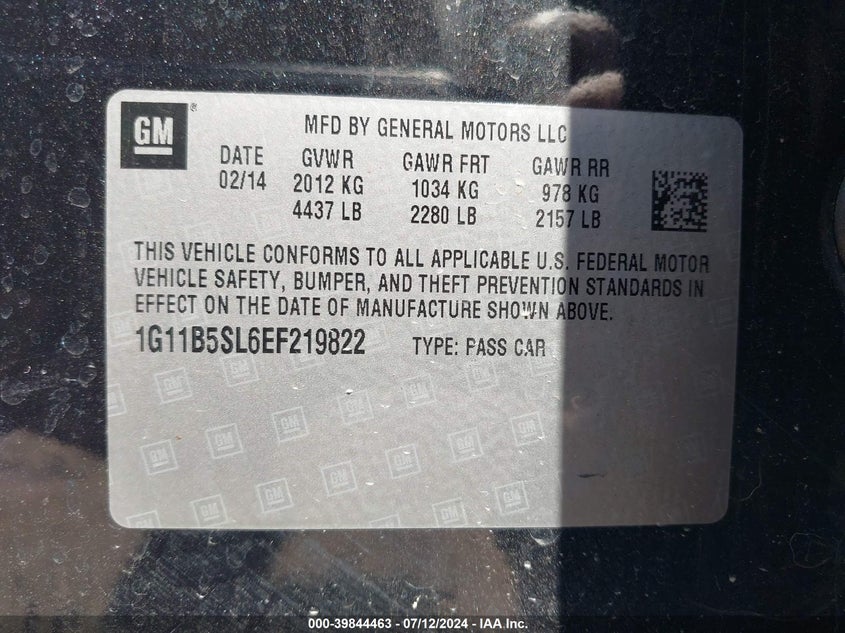 GM
MFD BY GENERAL MOTORS LLC
DATE GVWR GAWR FRT GAWR RR
02/14 2012 KG 1034 KG 978 KG
4437 LB 2280 LB 2157 LB
THIS VEHICLE CONFORMS TO ALL APPLICABLE U.S. FEDERAL MOTOR
VEHICLE SAFETY, BUMPER, AND THEFT PREVENTION STANDARDS IN
EFFECT ON THE DATE OF MANUFACTURE SHOWN ABOVE.
1G11B5SL6EF219822 TYPE: PASS CAR
000-39844463 - 07/12/2024 - IAA Inc.